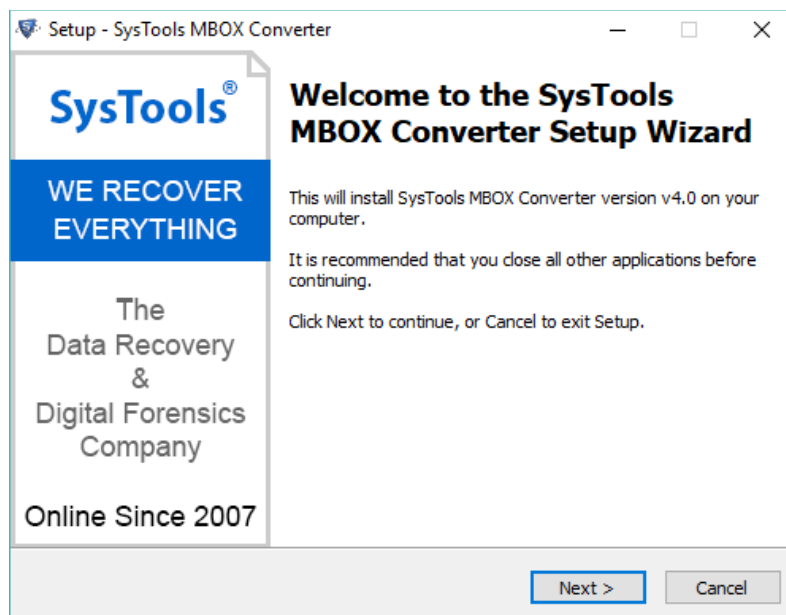 Setup - SysTools MBOX Converter
SysTools®
WE RECOVER
EVERYTHING
The
Data Recovery
&
Digital Forensics
Company
Online Since 2007
Welcome to the SysTools
MBOX Converter Setup Wizard
This will install SysTools MBOX Converter version v4.0 on your
computer.
It is recommended that you close all other applications before
continuing.
Click Next to continue, or Cancel to exit Setup.
Next >
Cancel